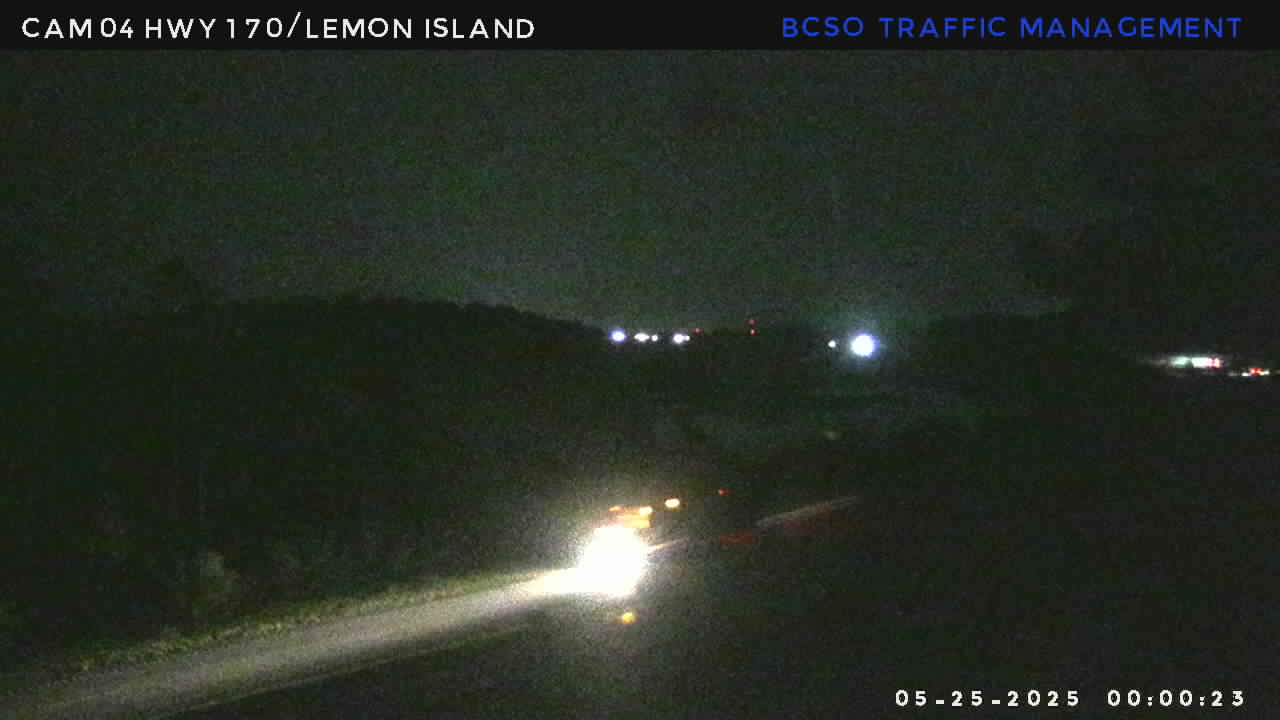 CAM04 HWY 170/LEMON ISLAND
BCSO TRAFFIC MANAGEMENT
05-25-2025 00:00:23